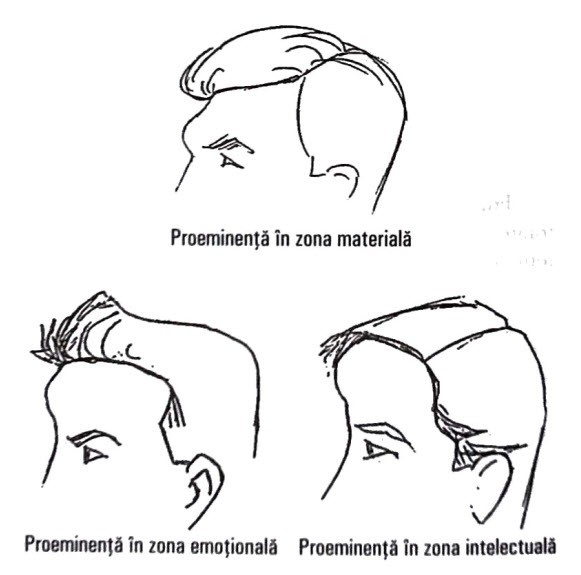 Proeminență în zona materială
Proeminență în zona emoțională
Proeminență în zona intelectuală